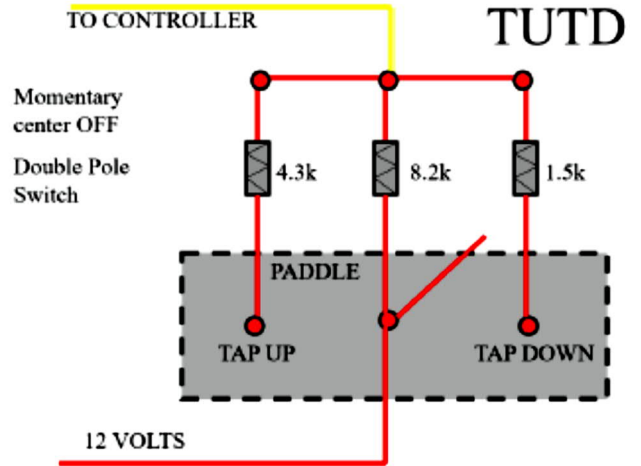 TO CONTROLLER
TUTD
Momentary
center OFF
Double Pole
Switch
4.3k
8.2k
1.5k
PADDLE
TAP UP
TAP DOWN
12 VOLTS